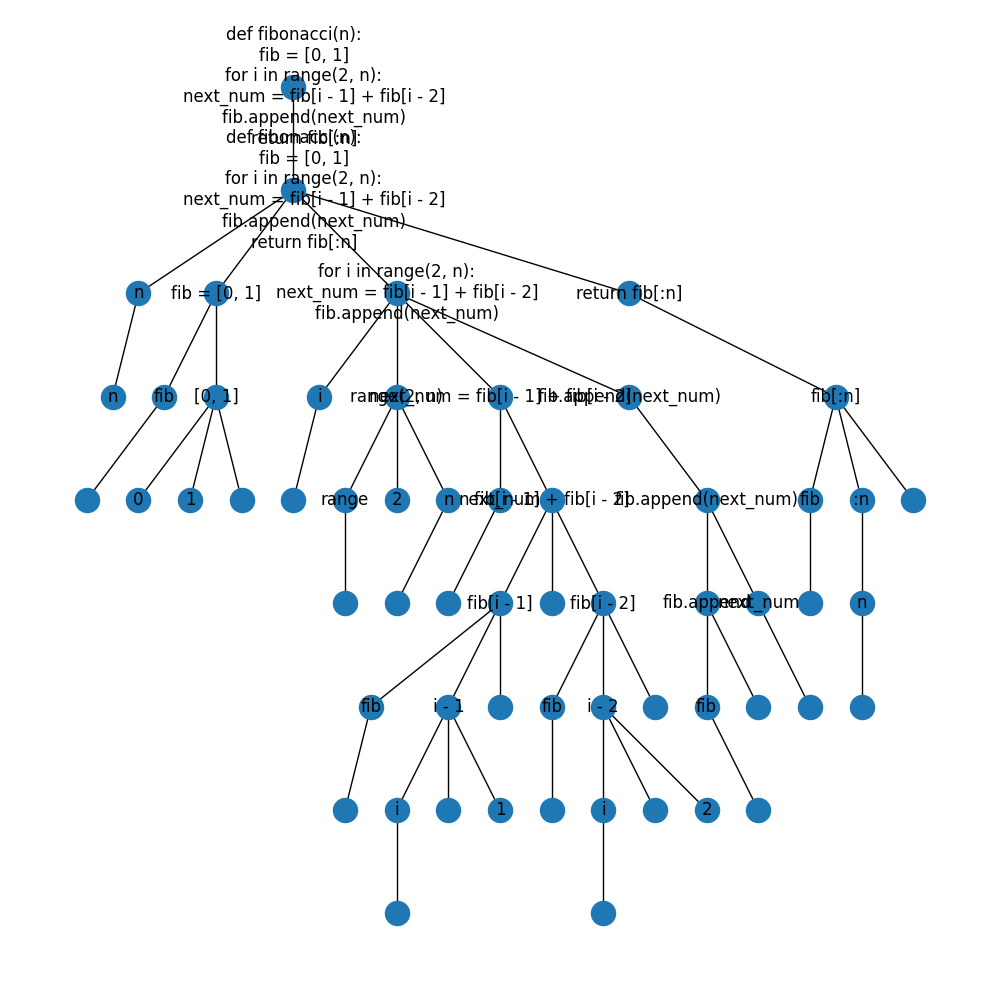 def fibonacci(n):
fib = [0, 1]
for i in range(2, n):
next_num = fib[i - 1] + fib[i - 2]
fib.append(next_num)
return fib[:n]
def fibonacci(n):
fib = [0, 1]
for i in range(2, n):
next_num = fib[i - 1] + fib[i - 2]
fib.append(next_num)
return fib[:n]
n
fib = [0, 1]
for i in range(2, n):
next_num = fib[i - 1] + fib[i - 2]
fib.append(next_num)
return fib[:n]
n
fib
[0, 1]
i
range(2, n)
next_num = fib[i - 1] + fib[i - 2]
fib.append(next_num)
fib[:n]
0
1
range
2
n
next_num
fib[i - 1] + fib[i - 2]
fib.append(next_num)
fib
:n
fib[i - 1]
fib[i - 2]
fib.append
next_num
n
fib
i - 1
fib
i - 2
fib
i
1
i
2